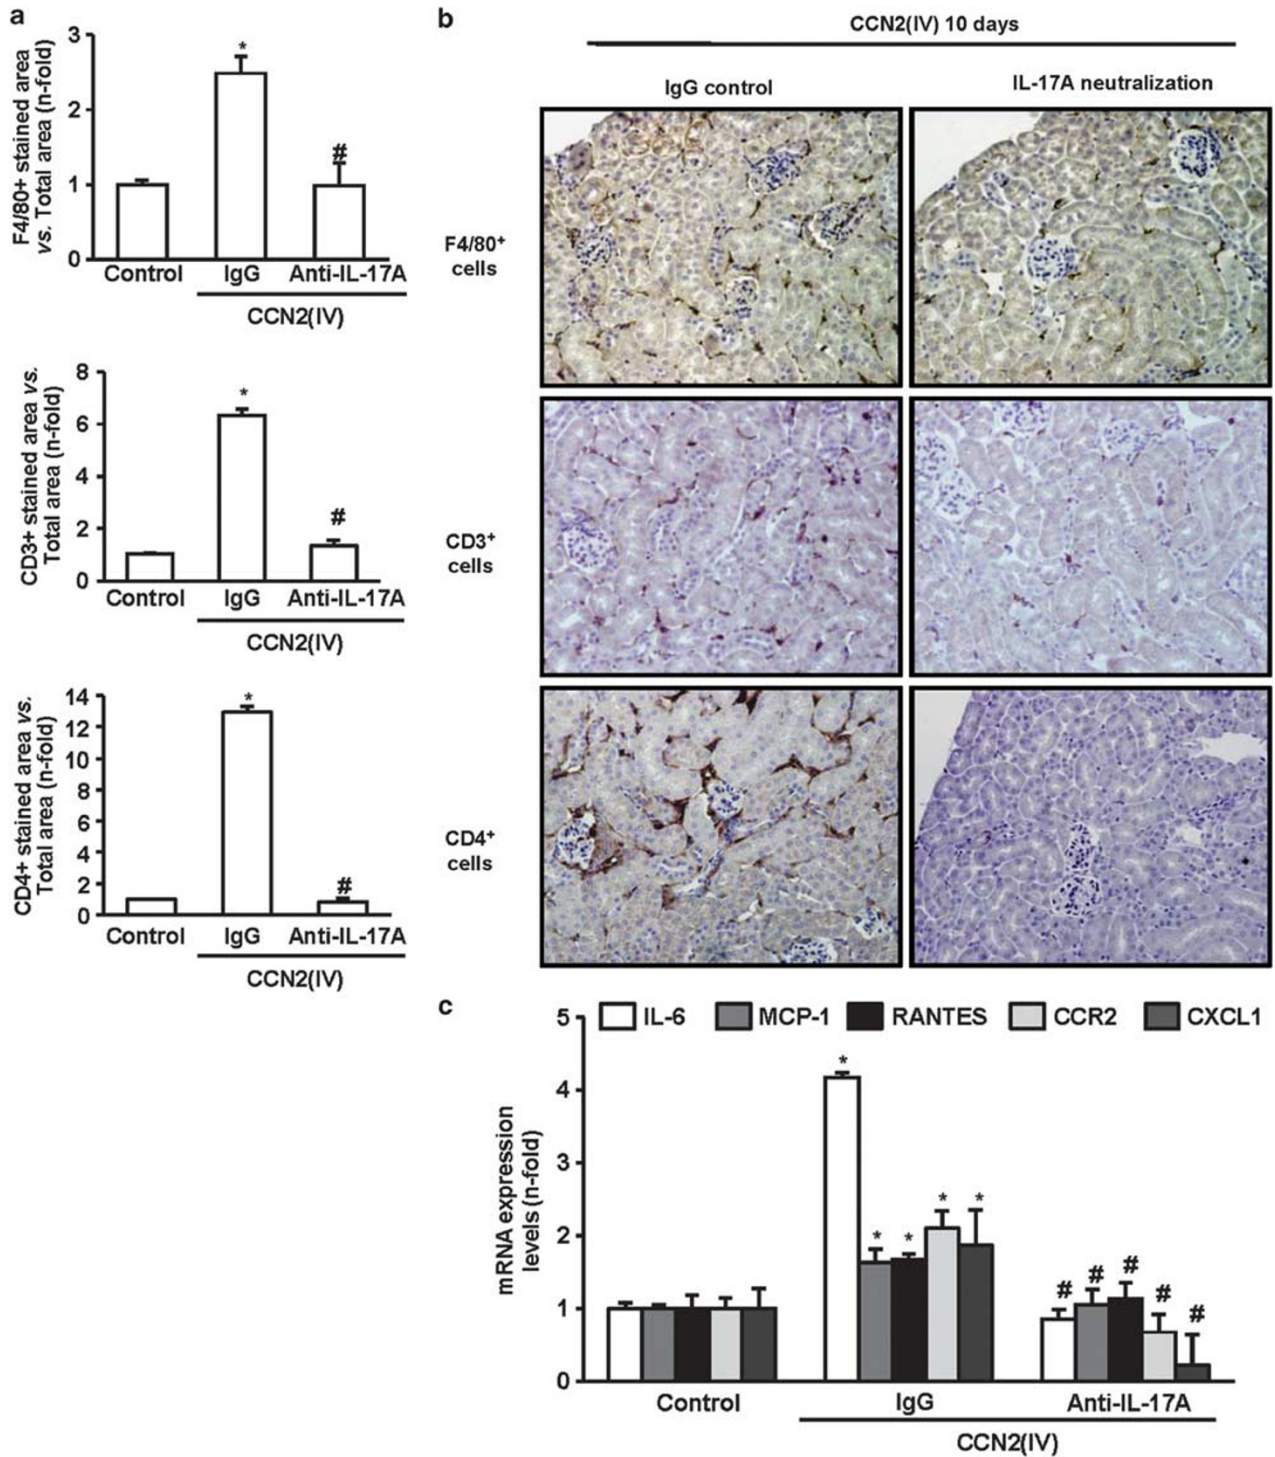 a
F4/80+ stained area
vs. Total area (n-fold)
3
2
1
0
*
#
Control IgG Anti-IL-17A
CCN2(IV)
CD3+ stained area vs.
Total area (n-fold)
8
6
4
2
0
*
#
Control IgG Anti-IL-17A
CCN2(IV)
CD4+ stained area vs.
Total area (n-fold)
14
12
10
8
6
4
2
0
*
#
Control IgG Anti-IL-17A
CCN2(IV)
b
CCN2(IV) 10 days
IgG control IL-17A neutralization
F4/80⁺
cells
CD3⁺
cells
CD4⁺
cells
c
IL-6 MCP-1 RANTES CCR2 CXCL1
mRNA expression
levels (n-fold)
5
4
3
2
1
0
*
* * * *
# # # # #
Control IgG Anti-IL-17A
CCN2(IV)